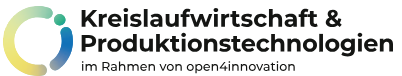 Kreislaufwirtschaft &
Produktionstechnologien
im Rahmen von open4innovation